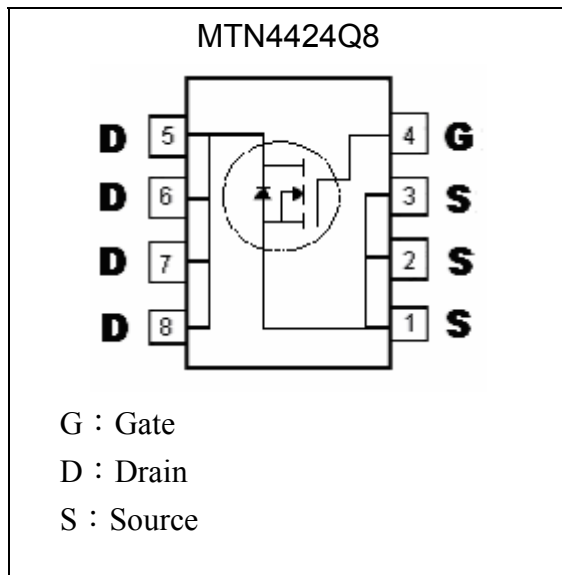 MTN4424Q8
D 5 4 G
D 6 3 S
D 7 2 S
D 8 1 S
G：Gate
D：Drain
S：Source